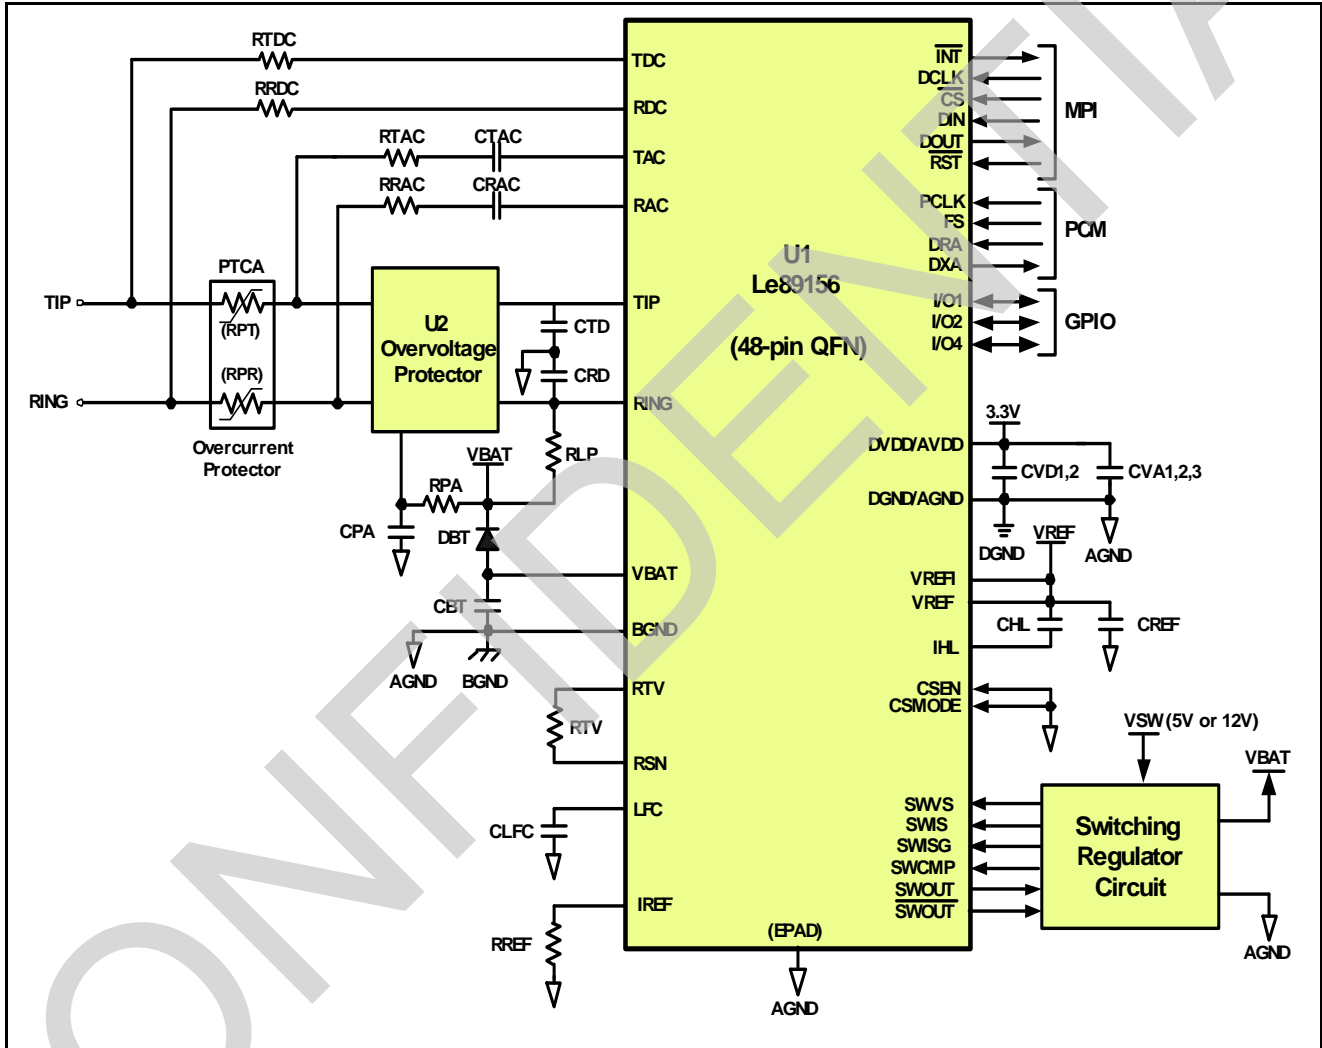 RTDC
TDC
RRDC
RDC
RTAC
CTAC
TAC
RRAC
CRAC
RAC
PTCA
TIP
(RPT)
(RPR)
RING
Overcurrent
Protector
U2
Overvoltage
Protector
CTD
CRD
TIP
RING
VBAT
RLP
RPA
CPA
DBT
VBAT
CBT
BGND
AGND
BGND
RTV
RTV
RSN
LFC
CLFC
IREF
RREF
U1
Le89156
(48-pin QFN)
(EPAD)
AGND
INT
DCLK
CS
DIN
DOUT
RST
MPI
PCLK
FS
DRA
DXA
PCM
I/O1
I/O2
I/O4
GPIO
3.3V
DVDD/AVDD
CVD1,2
CVA1,2,3
DGND/AGND
DGND
AGND
VREF
VREFI
VREF
CHL
CREF
IHL
CSEN
CSMODE
VSW (5V or 12V)
VBAT
SWVS
SWIS
SWISG
SWCMP
SWOUT
SWOUT
Switching
Regulator
Circuit
AGND
ONFIDENTIA